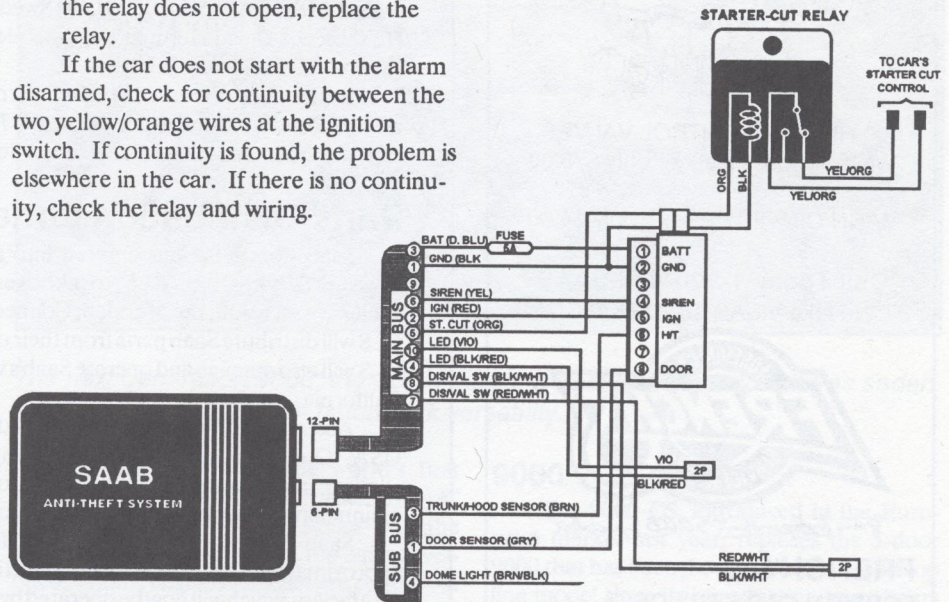 the relay does not open, replace the
relay.
If the car does not start with the alarm
disarmed, check for continuity between the
two yellow/orange wires at the ignition
switch. If continuity is found, the problem is
elsewhere in the car. If there is no continu-
ity, check the relay and wiring.
STARTER-CUT RELAY
TO CAR'S
STARTER CUT
CONTROL
ORG
BLK
YEL/ORG
YEL/ORG
MAIN BUS
3 BAT (D. BLU)
FUSE
5A
1 GND (BLK
9
6 SIREN (YEL)
2 IGN (RED)
5 ST. CUT (ORG)
10 LED (VIO)
4 LED (BLK/RED)
8 DIS/VAL SW (BLK/WHT)
7 DIS/VAL SW (RED/WHT)
1 BATT
2 GND
3
4 SIREN
5 IGN
6 H/T
7
8 DOOR
12-PIN
SAAB
ANTI-THEFT SYSTEM
6-PIN
VIO
BLK/RED
2P
SUB BUS
3 TRUNK/HOOD SENSOR (BRN)
1 DOOR SENSOR (GRY)
4 DOME LIGHT (BRN/BLK)
RED/WHT
BLK/WHT
2P